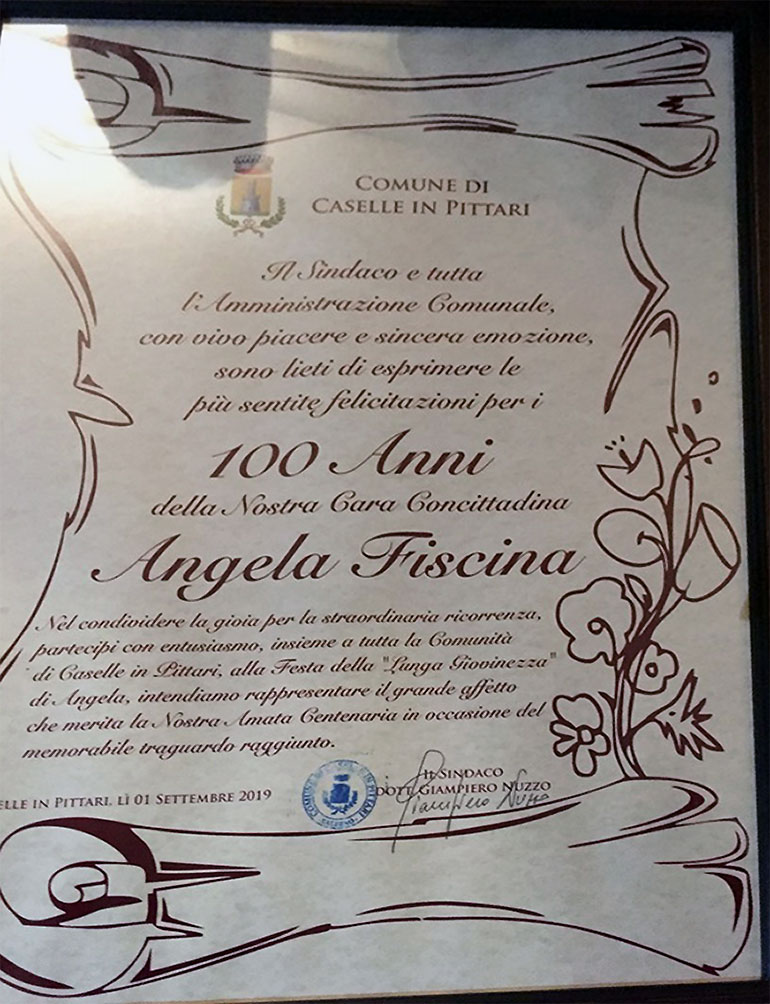 COMUNE DI
CASELLE IN PITTARI
Il Sindaco e tutta
l'Amministrazione Comunale,
con vivo piacere e sincera emozione,
sono lieti di esprimere le
più sentite felicitazioni per i
100 Anni
della Nostra Cara Concittadina
Angela Fiscina
Nel condividere la gioia per la straordinaria ricorrenza,
partecipi con entusiasmo, insieme a tutta la Comunità
di Caselle in Pittari, alla Festa della "Lunga Giovinezza"
di Angela, intendiamo rappresentare il grande affetto
che merita la Nostra Amata Centenaria in occasione del
memorabile traguardo raggiunto.
ELLE IN PITTARI, LÌ 01 SETTEMBRE 2019
IL SINDACO
DOTT. GIAMPIERO NUZZO
Giampiero Nuzzo